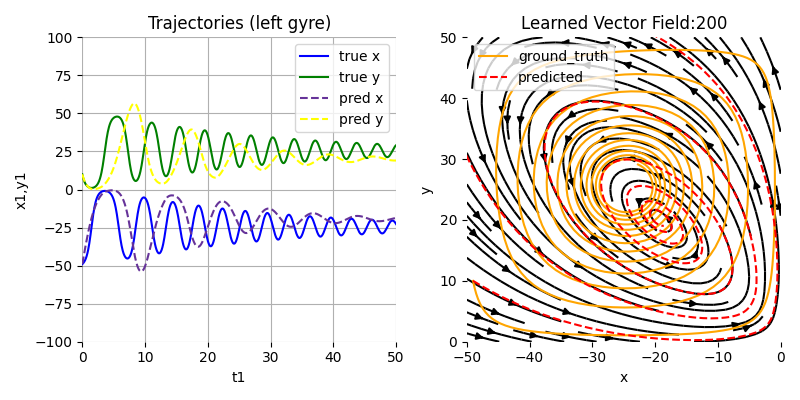 Trajectories (left gyre)
100
75
50
25
0
−25
−50
−75
−100
x1,y1
0 10 20 30 40 50
t1
true x
true y
pred x
pred y
Learned Vector Field:200
50
40
30
20
10
0
y
−50 −40 −30 −20 −10 0
x
ground_truth
predicted